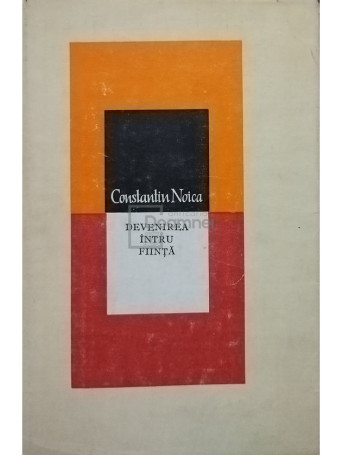 Constantin Noica
DEVENIREA
ÎNTRU
FIINȚĂ